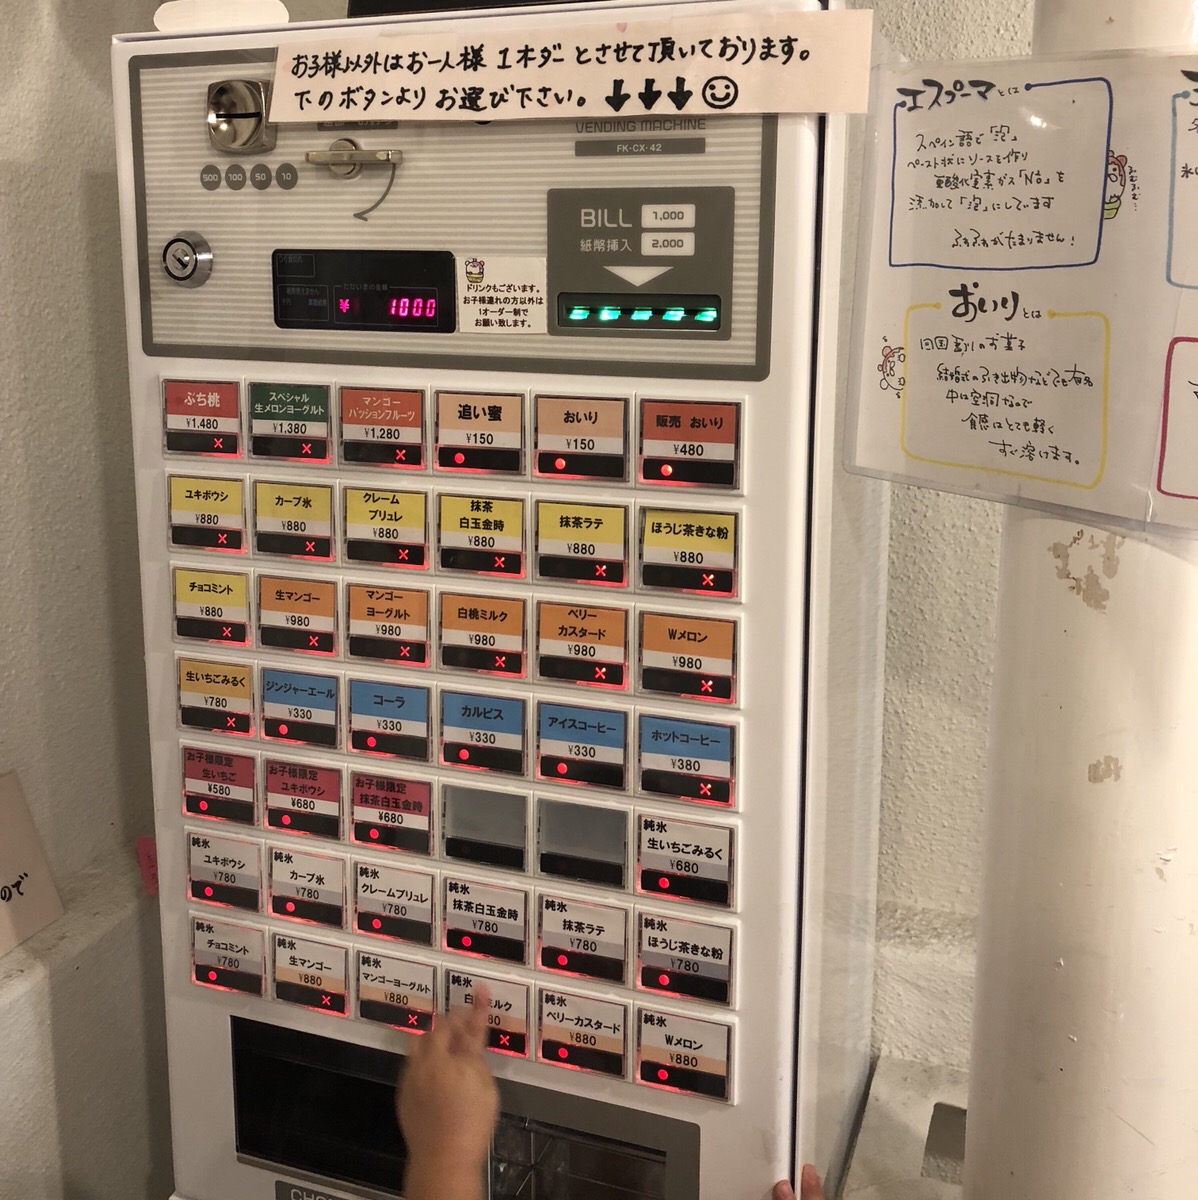 お子様以外はお一人様 1オーダー とさせて頂いております。
下のボタンより お選び下さい。↓↓↓
VENDING MACHINE
FK-CX-42
500 100 50 10
BILL 1,000
紙幣挿入 2,000
ただいまの金額
¥ 1000
ドリンクもございます。
お子様連れの方以外は
1オーダー制で
お願い致します。
ぷち桃
¥1,480
スペシャル
生メロンヨーグルト
¥1,380
マンゴー
パッションフルーツ
¥1,280
追い蜜
¥150
おいり
¥150
販売 おいり
¥480
ユキボウシ
¥880
カーブ氷
¥880
クレーム
ブリュレ
¥880
抹茶
白玉金時
¥880
抹茶ラテ
¥880
ほうじ茶きな粉
¥880
チョコミント
¥880
生マンゴー
¥980
マンゴー
ヨーグルト
¥980
白桃ミルク
¥980
ベリー
カスタード
¥980
Wメロン
¥980
生いちごみるく
¥780
ジンジャーエール
¥330
コーラ
¥330
カルピス
¥330
アイスコーヒー
¥330
ホットコーヒー
¥380
お子様限定
生いちご
¥580
お子様限定
ユキボウシ
¥680
お子様限定
抹茶白玉金時
¥680
純氷
生いちごみるく
¥680
純氷
ユキボウシ
¥780
純氷
カーブ氷
¥780
純氷
クレームブリュレ
¥780
純氷
抹茶白玉金時
¥780
純氷
抹茶ラテ
¥780
純氷
ほうじ茶きな粉
¥780
純氷
チョコミント
¥780
純氷
生マンゴー
¥880
純氷
マンゴーヨーグルト
¥880
純氷
白 ミルク
純氷
ベリーカスタード
¥880
純氷
Wメロン
¥880
エスプーマとは
スペイン語で「泡」
ペースト状にソースを作り
亜酸化窒素ガス「N₂O」を
添加して「泡」にしています
ふわふわがたまりません!
おいりとは
四国 のお菓子
結婚式の引き出物などでも有名
中は空洞なので
食感はとても軽く
すぐ溶けます。
ので